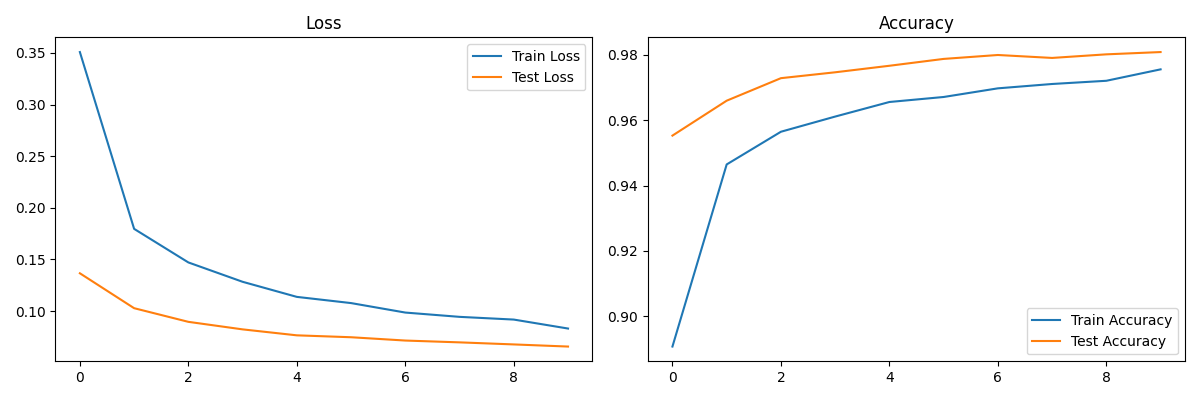 Loss
0.35
0.30
0.25
0.20
0.15
0.10
0 2 4 6 8
Train Loss
Test Loss
Accuracy
0.98
0.96
0.94
0.92
0.90
0 2 4 6 8
Train Accuracy
Test Accuracy